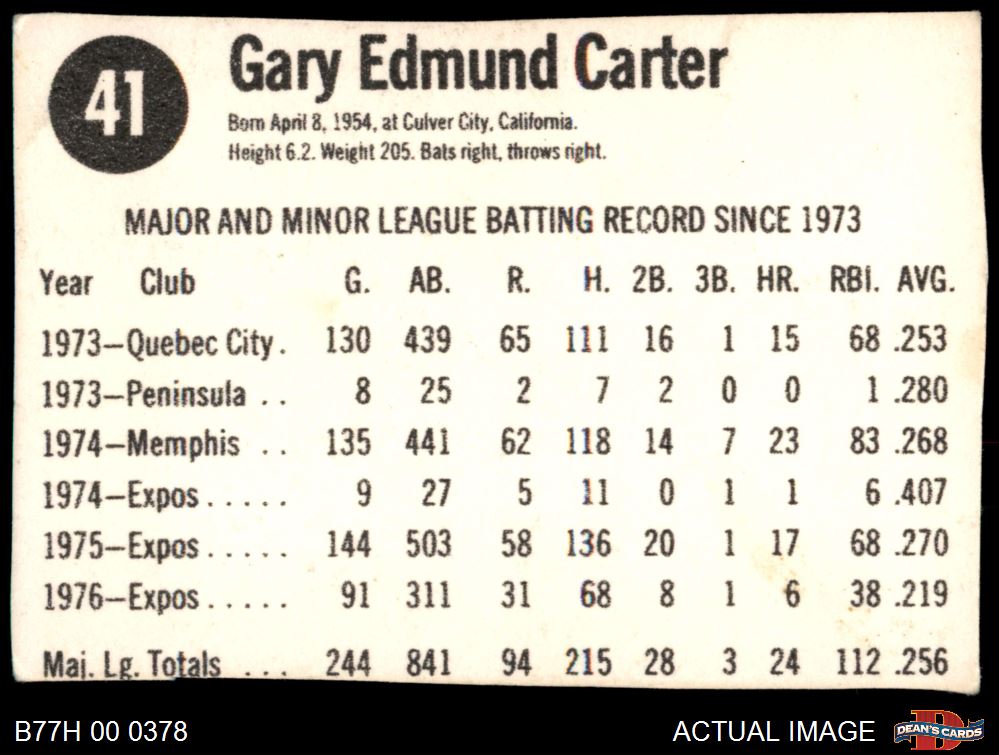 41
Gary Edmund Carter
Born April 8, 1954, at Culver City, California.
Height 6.2. Weight 205. Bats right, throws right.
MAJOR AND MINOR LEAGUE BATTING RECORD SINCE 1973
Year Club G. AB. R. H. 2B. 3B. HR. RBI. AVG.
1973—Quebec City. 130 439 65 111 16 1 15 68 .253
1973—Peninsula .. 8 25 2 7 2 0 0 1 .280
1974—Memphis .. 135 441 62 118 14 7 23 83 .268
1974—Expos ..... 9 27 5 11 0 1 1 6 .407
1975—Expos ..... 144 503 58 136 20 1 17 68 .270
1976—Expos ..... 91 311 31 68 8 1 6 38 .219
Maj. Lg. Totals ... 244 841 94 215 28 3 24 112 .256
B77H 00 0378 ACTUAL IMAGE DEAN'S CARDS